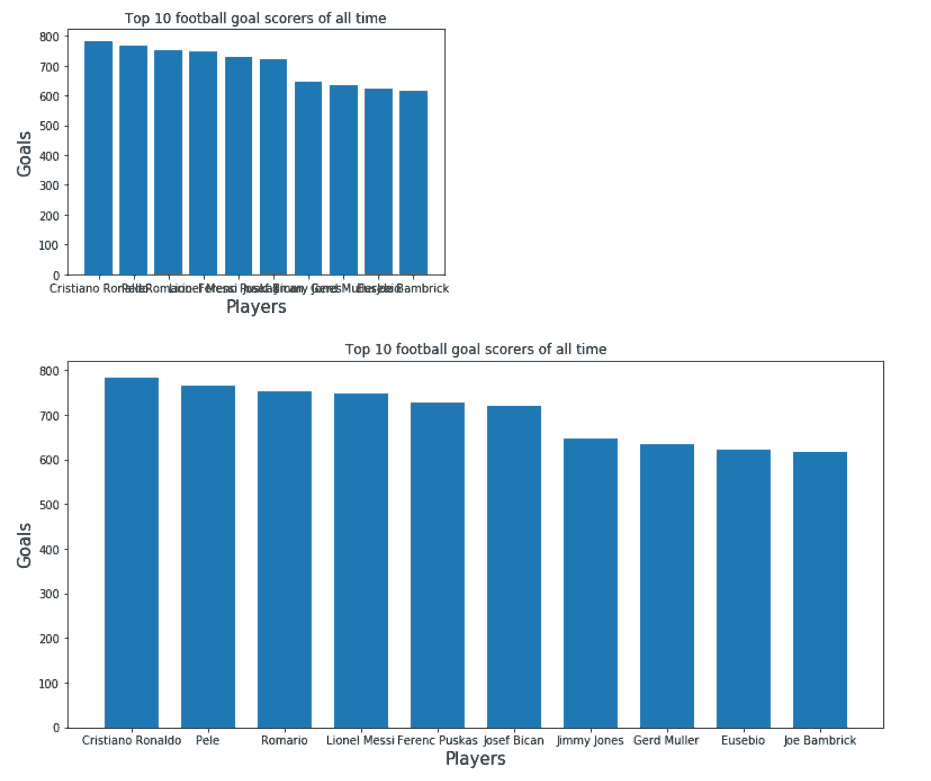 Top 10 football goal scorers of all time
800
700
600
500
400
300
200
100
0
Goals
Cristiano Bambrick
Players
Top 10 football goal scorers of all time
800
700
600
500
400
300
200
100
0
Goals
Cristiano Ronaldo Pele Romario Lionel Messi Ferenc Puskas Josef Bican Jimmy Jones Gerd Muller Eusebio Joe Bambrick
Players